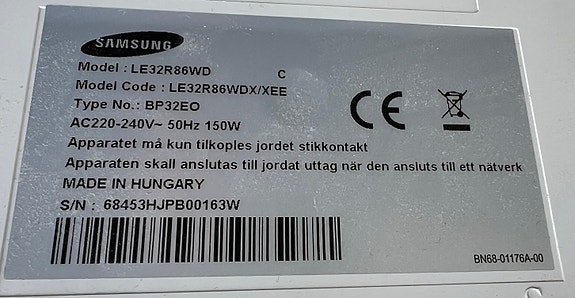 SAMSUNG
Model : LE32R86WD C
Model Code : LE32R86WDX/XEE
Type No.: BP32EO
AC220-240V~ 50Hz 150W
Apparatet må kun tilkoples jordet stikkontakt
Apparaten skall anslutas till jordat uttag när den ansluts till ett nätverk
MADE IN HUNGARY
S/N : 68453HJPB00163W
CE
BN68-01176A-00